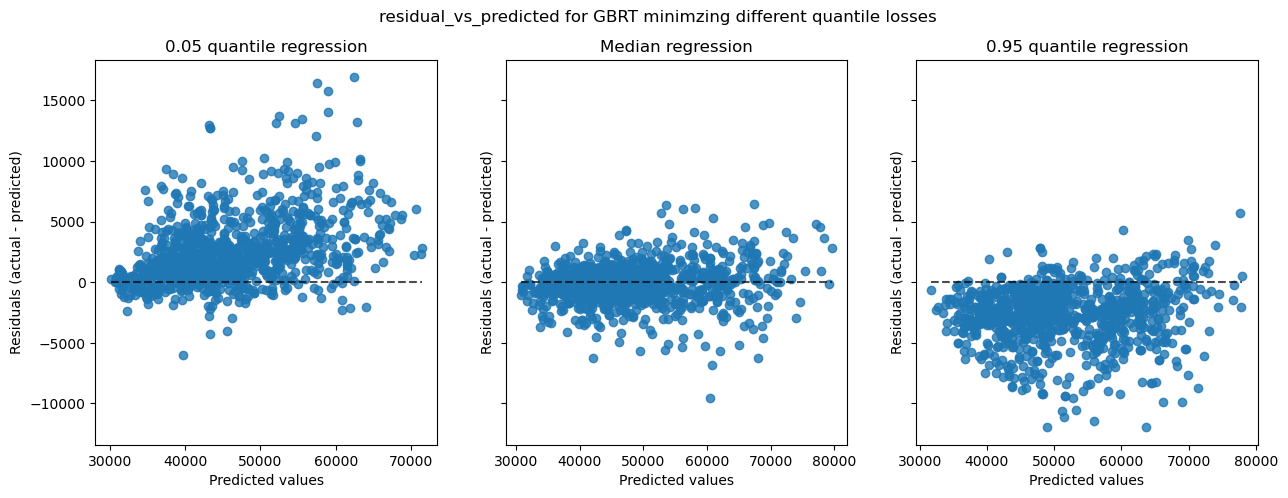 residual_vs_predicted for GBRT minimzing different quantile losses
0.05 quantile regression
Median regression
0.95 quantile regression
Residuals (actual - predicted)
15000
10000
5000
0
−5000
−10000
30000 40000 50000 60000 70000
Predicted values
Residuals (actual - predicted)
30000 40000 50000 60000 70000 80000
Predicted values
Residuals (actual - predicted)
30000 40000 50000 60000 70000 80000
Predicted values